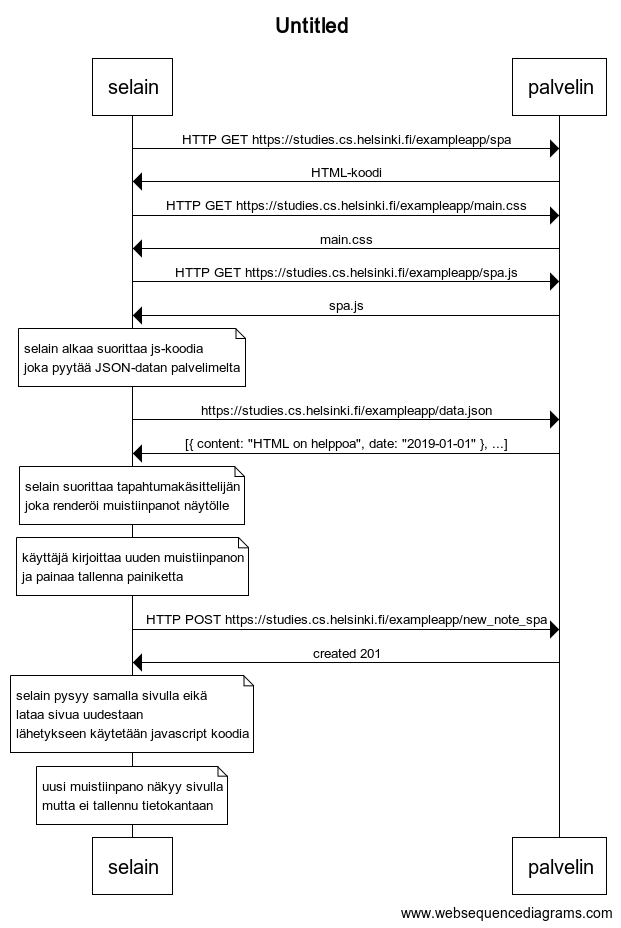 Untitled
selain
palvelin
HTTP GET https://studies.cs.helsinki.fi/exampleapp/spa
HTML-koodi
HTTP GET https://studies.cs.helsinki.fi/exampleapp/main.css
main.css
HTTP GET https://studies.cs.helsinki.fi/exampleapp/spa.js
spa.js
selain alkaa suorittaa js-koodia
joka pyytää JSON-datan palvelimelta
https://studies.cs.helsinki.fi/exampleapp/data.json
[{ content: "HTML on helppoa", date: "2019-01-01" }, ...]
selain suorittaa tapahtumakäsittelijän
joka renderöi muistiinpanot näytölle
käyttäjä kirjoittaa uuden muistiinpanon
ja painaa tallenna painiketta
HTTP POST https://studies.cs.helsinki.fi/exampleapp/new_note_spa
created 201
selain pysyy samalla sivulla eikä
lataa sivua uudestaan
lähetykseen käytetään javascript koodia
uusi muistiinpano näkyy sivulla
mutta ei tallennu tietokantaan
selain
palvelin
www.websequencediagrams.com